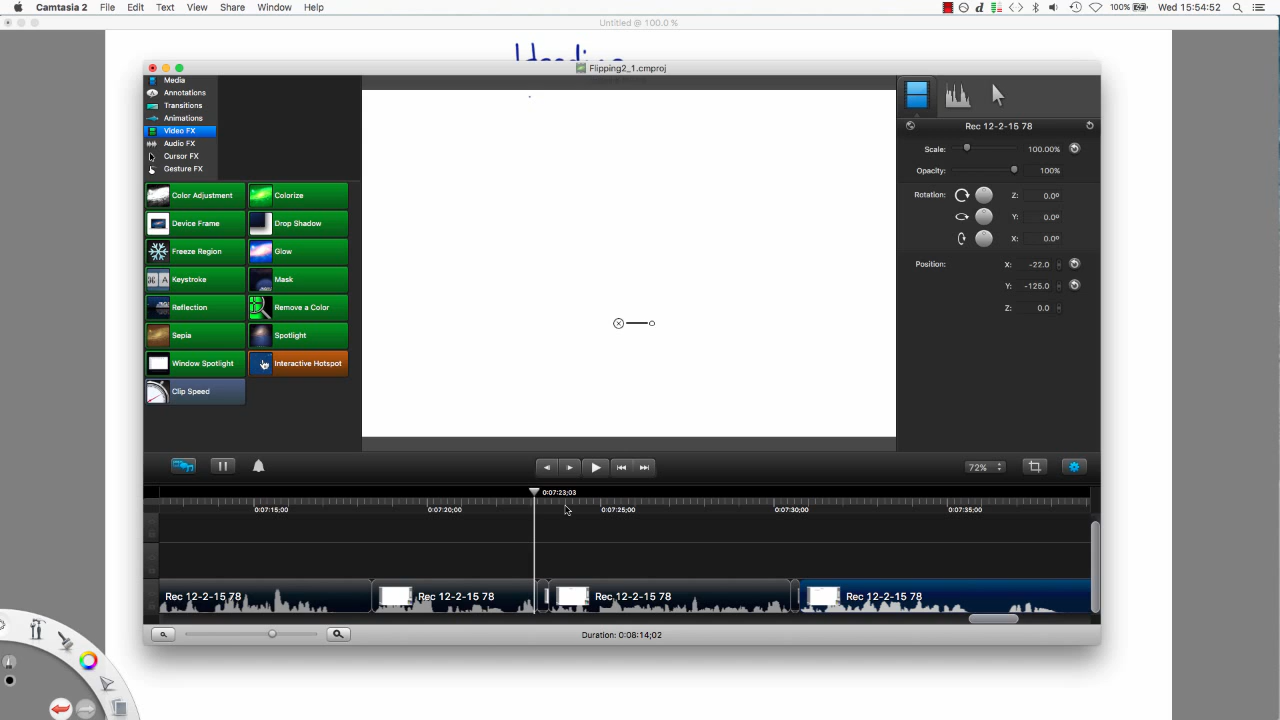 Camtasia 2 File Edit Text View Share Window Help 100% Wed 15:54:52
Untitled @ 100.0 %
Heading
Flipping2_1.cmproj
Media
Annotations
Transitions
Animations
Video FX
Audio FX
Cursor FX
Gesture FX
Color Adjustment Colorize
Device Frame Drop Shadow
Freeze Region Glow
Keystroke Mask
Reflection Remove a Color
Sepia Spotlight
Window Spotlight Interactive Hotspot
Clip Speed
Rec 12-2-15 78
Scale: 100.00%
Opacity: 100%
Rotation: Z: 0.0º
Y: 0.0º
X: 0.0º
Position: X: -22.0
Y: -125.0
Z: 0.0
72%
0:07:23;03
0:07:15;00 0:07:20;00 0:07:25;00 0:07:30;00 0:07:35;00
Rec 12-2-15 78 Rec 12-2-15 78 Rec 12-2-15 78 Rec 12-2-15 78
Duration: 0:08:14;02